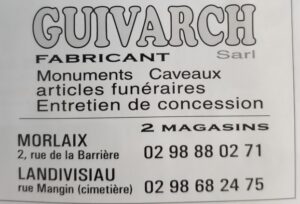 GUIVARCH
FABRICANT Sarl
Monuments Caveaux
articles funéraires
Entretien de concession
2 MAGASINS
MORLAIX
2, rue de la Barrière 02 98 88 02 71
LANDIVISIAU
rue Mangin (cimetière) 02 98 68 24 75